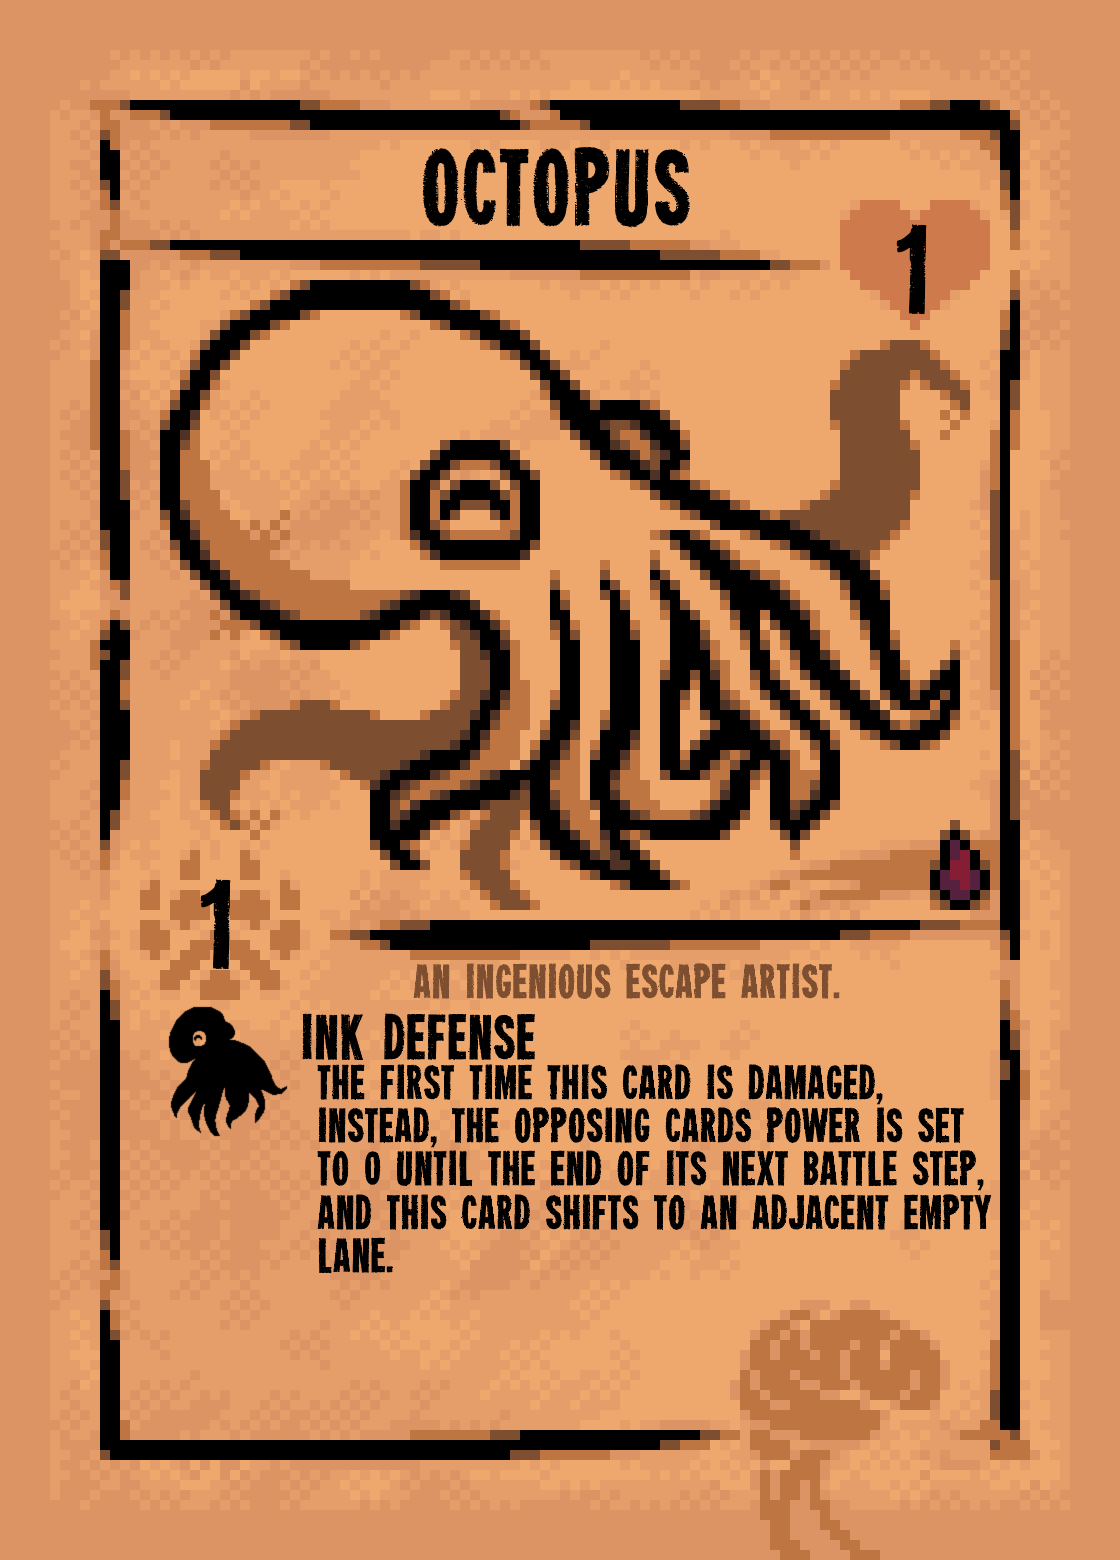 OCTOPUS
1
1
AN INGENIOUS ESCAPE ARTIST.
INK DEFENSE
THE FIRST TIME THIS CARD IS DAMAGED,
INSTEAD, THE OPPOSING CARDS POWER IS SET
TO 0 UNTIL THE END OF ITS NEXT BATTLE STEP,
AND THIS CARD SHIFTS TO AN ADJACENT EMPTY
LANE.